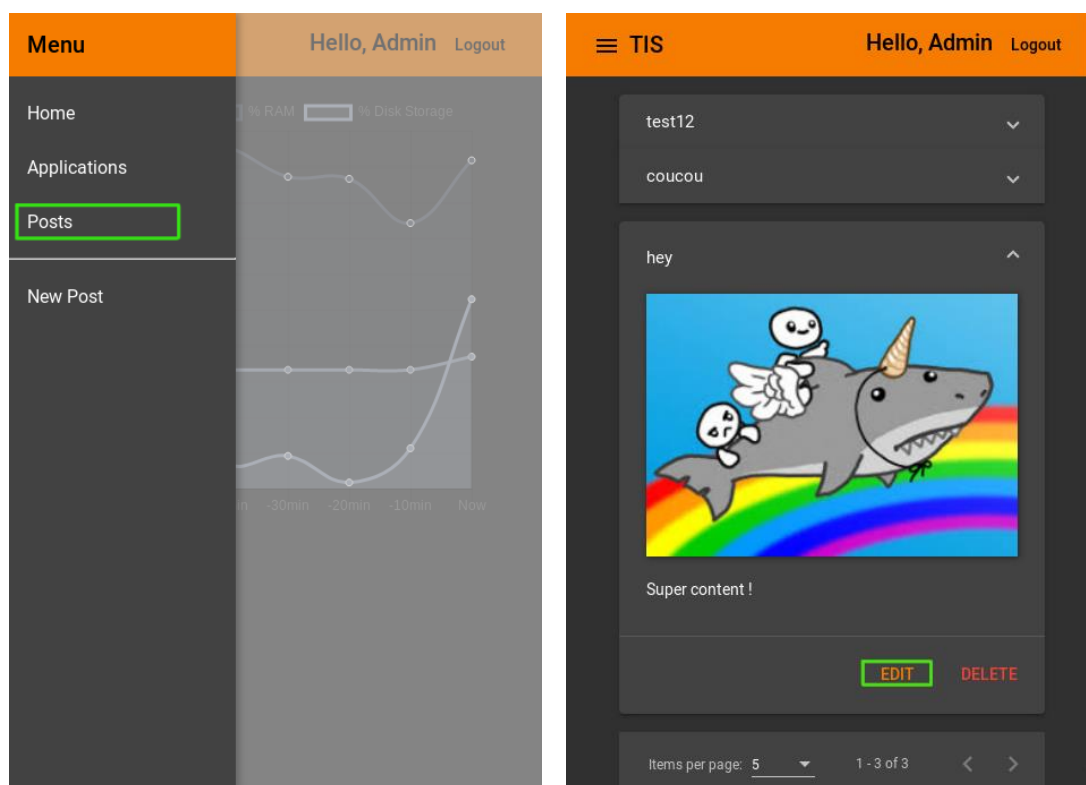 Menu
Hello, Admin Logout
Home
% RAM % Disk Storage
Applications
Posts
New Post
-30min -20min -10min Now
TIS
Hello, Admin Logout
test12
coucou
hey
Super content !
EDIT DELETE
Items per page: 5 1 - 3 of 3